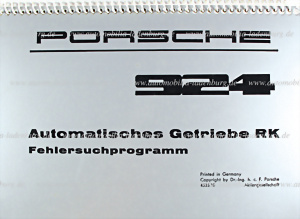 PORSCHE
924
Automatisches Getriebe RK
Fehlersuchprogramm
Printed in Germany
Copyright by Dr.-Ing. h. c. F. Porsche
Aktiengesellschaft